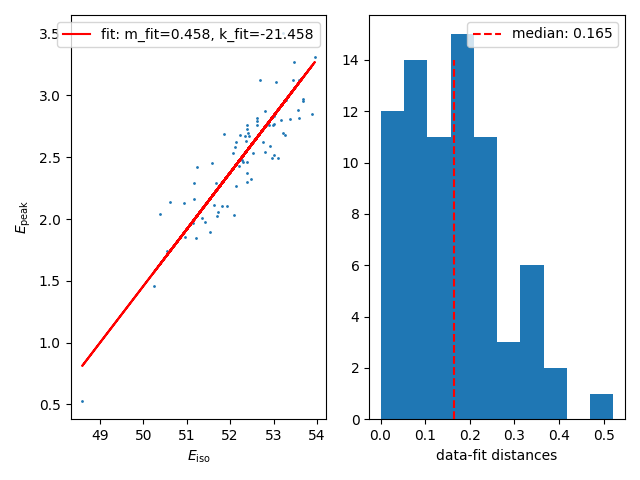 fit: m_fit=0.458, k_fit=-21.458
3.5
3.0
2.5
2.0
1.5
1.0
0.5
E_peak
49 50 51 52 53 54
E_iso
median: 0.165
14
12
10
8
6
4
2
0
0.0 0.1 0.2 0.3 0.4 0.5
data-fit distances